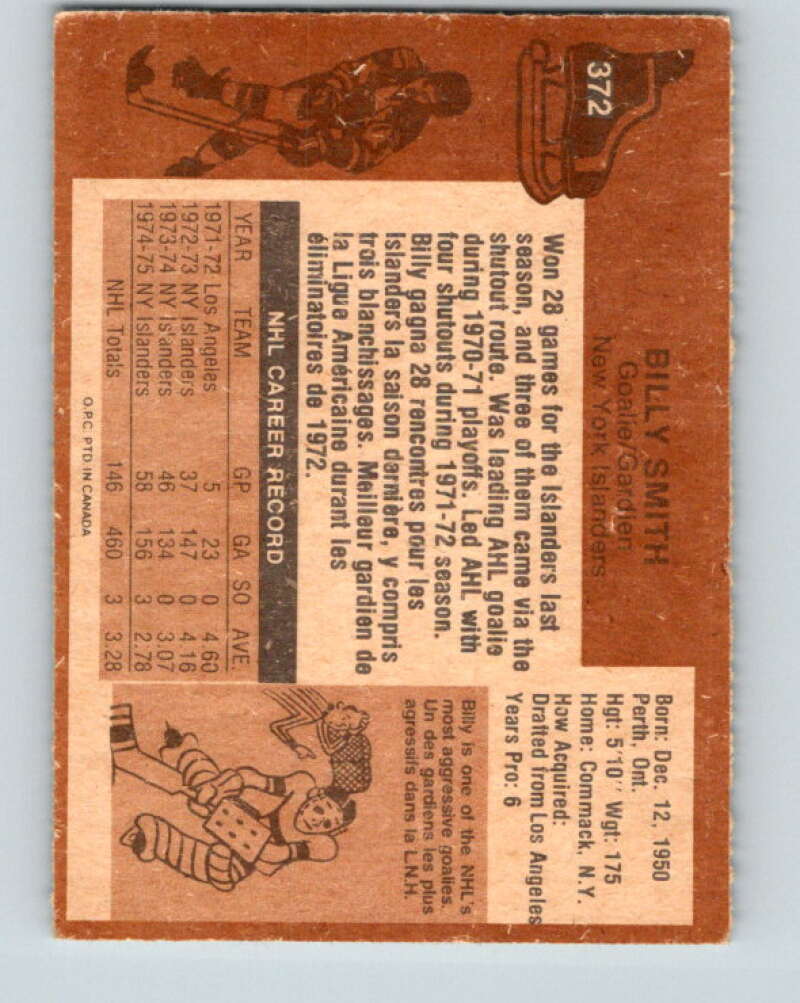 372
BILLY SMITH
Goalie/Gardien
New York Islanders
Born: Dec. 12, 1950
Perth, Ont.
Hgt: 5'10" Wgt: 175
Home: Commack, N.Y.
How Acquired:
Drafted from Los Angeles
Years Pro: 6
Won 28 games for the Islanders last
season, and three of them came via the
shutout route. Was leading AHL goalie
during 1970-71 playoffs. Led AHL with
four shutouts during 1971-72 season.
Billy gagna 28 rencontres pour les
Islanders la saison darnière, y compris
trois blanchissages. Meilleur gardien de
la Ligue Américaine durant les
éliminatoires de 1972.
NHL CAREER RECORD
YEAR TEAM GP GA SO AVE.
1971-72 Los Angeles 5 23 0 4.60
1972-73 NY Islanders 37 147 0 4.16
1973-74 NY Islanders 46 134 0 3.07
1974-75 NY Islanders 58 156 3 2.78
NHL Totals 146 460 3 3.28
Billy is one of the NHL's
most aggressive goalies.
Un des gardiens les plus
agressifs dans la L.N.H.
O.P.C. PTD. IN CANADA